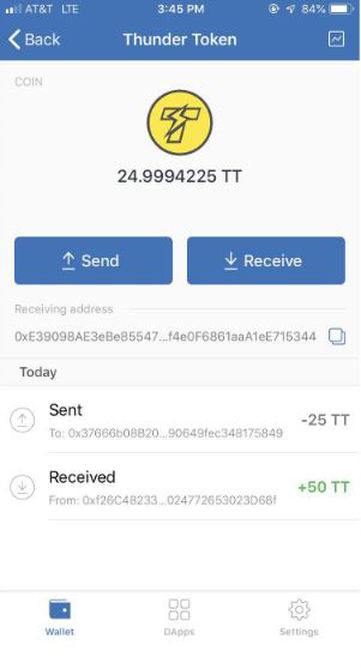 AT&T LTE 3:45 PM 84%
Back Thunder Token
COIN
24.9994225 TT
Send Receive
Receiving address
0xE39098AE3eBe85547...f4e0F6861aaA1eE715344
Today
Sent -25 TT
To: 0x37666b08B20...90649fec348175849
Received +50 TT
From: 0xf26C48233...024772653023D68f
Wallet DApps Settings